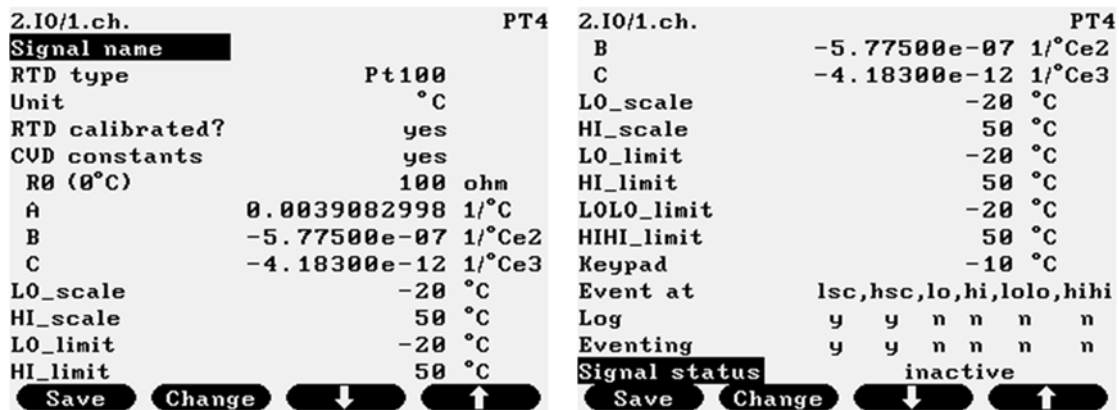 2.IO/1.ch. PT4
Signal name
RTD type Pt100
Unit °C
RTD calibrated? yes
CVD constants yes
R0 (0°C) 100 ohm
A 0.0039082998 1/°C
B -5.77500e-07 1/°Ce2
C -4.18300e-12 1/°Ce3
LO_scale -20 °C
HI_scale 50 °C
LO_limit -20 °C
HI_limit 50 °C
Save Change
2.IO/1.ch. PT4
B -5.77500e-07 1/°Ce2
C -4.18300e-12 1/°Ce3
LO_scale -20 °C
HI_scale 50 °C
LO_limit -20 °C
HI_limit 50 °C
LOLO_limit -20 °C
HIHI_limit 50 °C
Keypad -10 °C
Event at lsc,hsc,lo,hi,lolo,hihi
Log y y n n n n
Eventing y y n n n n
Signal status inactive
Save Change